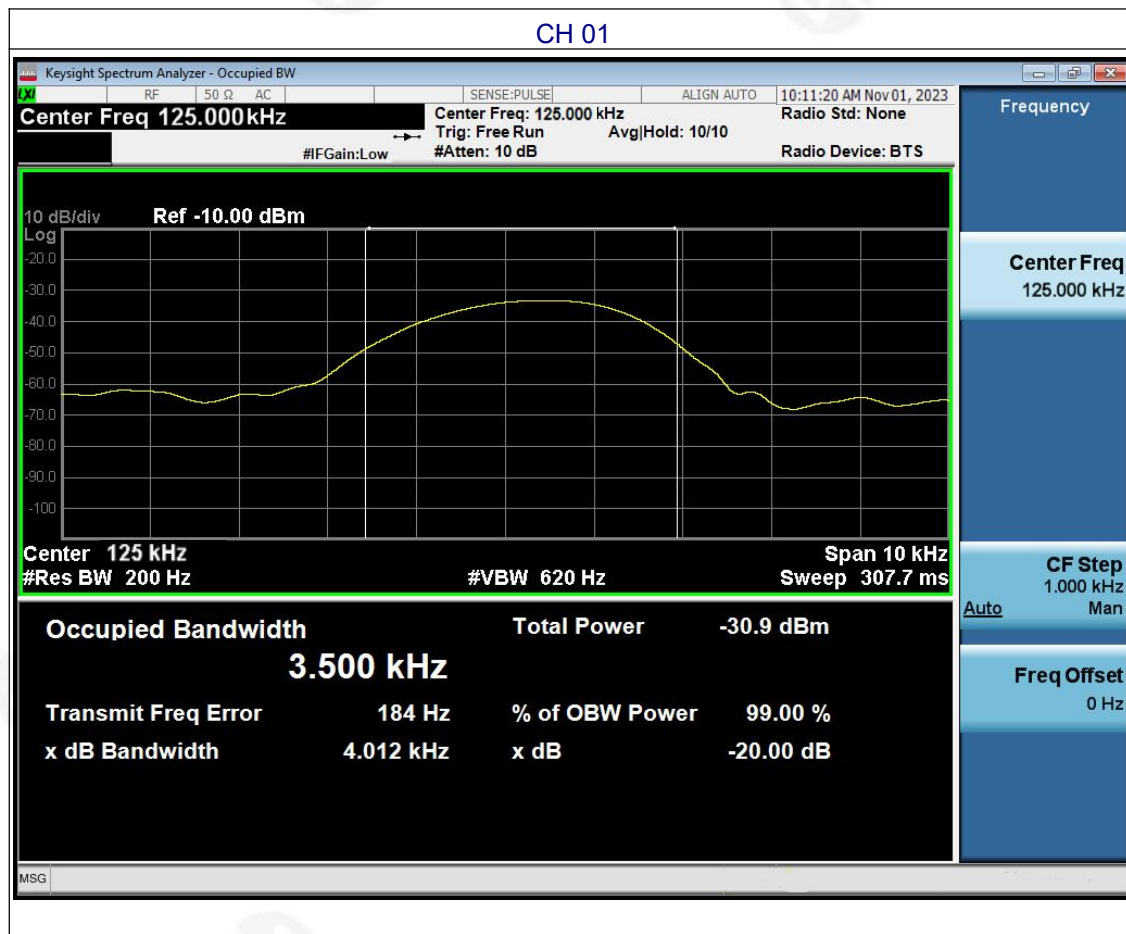 CH 01
Keysight Spectrum Analyzer - Occupied BW
LXI RF 50 Ω AC SENSE:PULSE ALIGN AUTO 10:11:20 AM Nov 01, 2023
Center Freq 125.000 kHz Center Freq: 125.000 kHz Radio Std: None
Trig: Free Run Avg|Hold: 10/10
#IFGain:Low #Atten: 10 dB Radio Device: BTS
Frequency
10 dB/div Ref -10.00 dBm
Log
-20.0
-30.0
-40.0
-50.0
-60.0
-70.0
-80.0
-90.0
-100
Center 125 kHz Span 10 kHz
#Res BW 200 Hz #VBW 620 Hz Sweep 307.7 ms
Occupied Bandwidth Total Power -30.9 dBm
3.500 kHz
Transmit Freq Error 184 Hz % of OBW Power 99.00 %
x dB Bandwidth 4.012 kHz x dB -20.00 dB
Center Freq
125.000 kHz
CF Step
1.000 kHz
Auto Man
Freq Offset
0 Hz
MSG